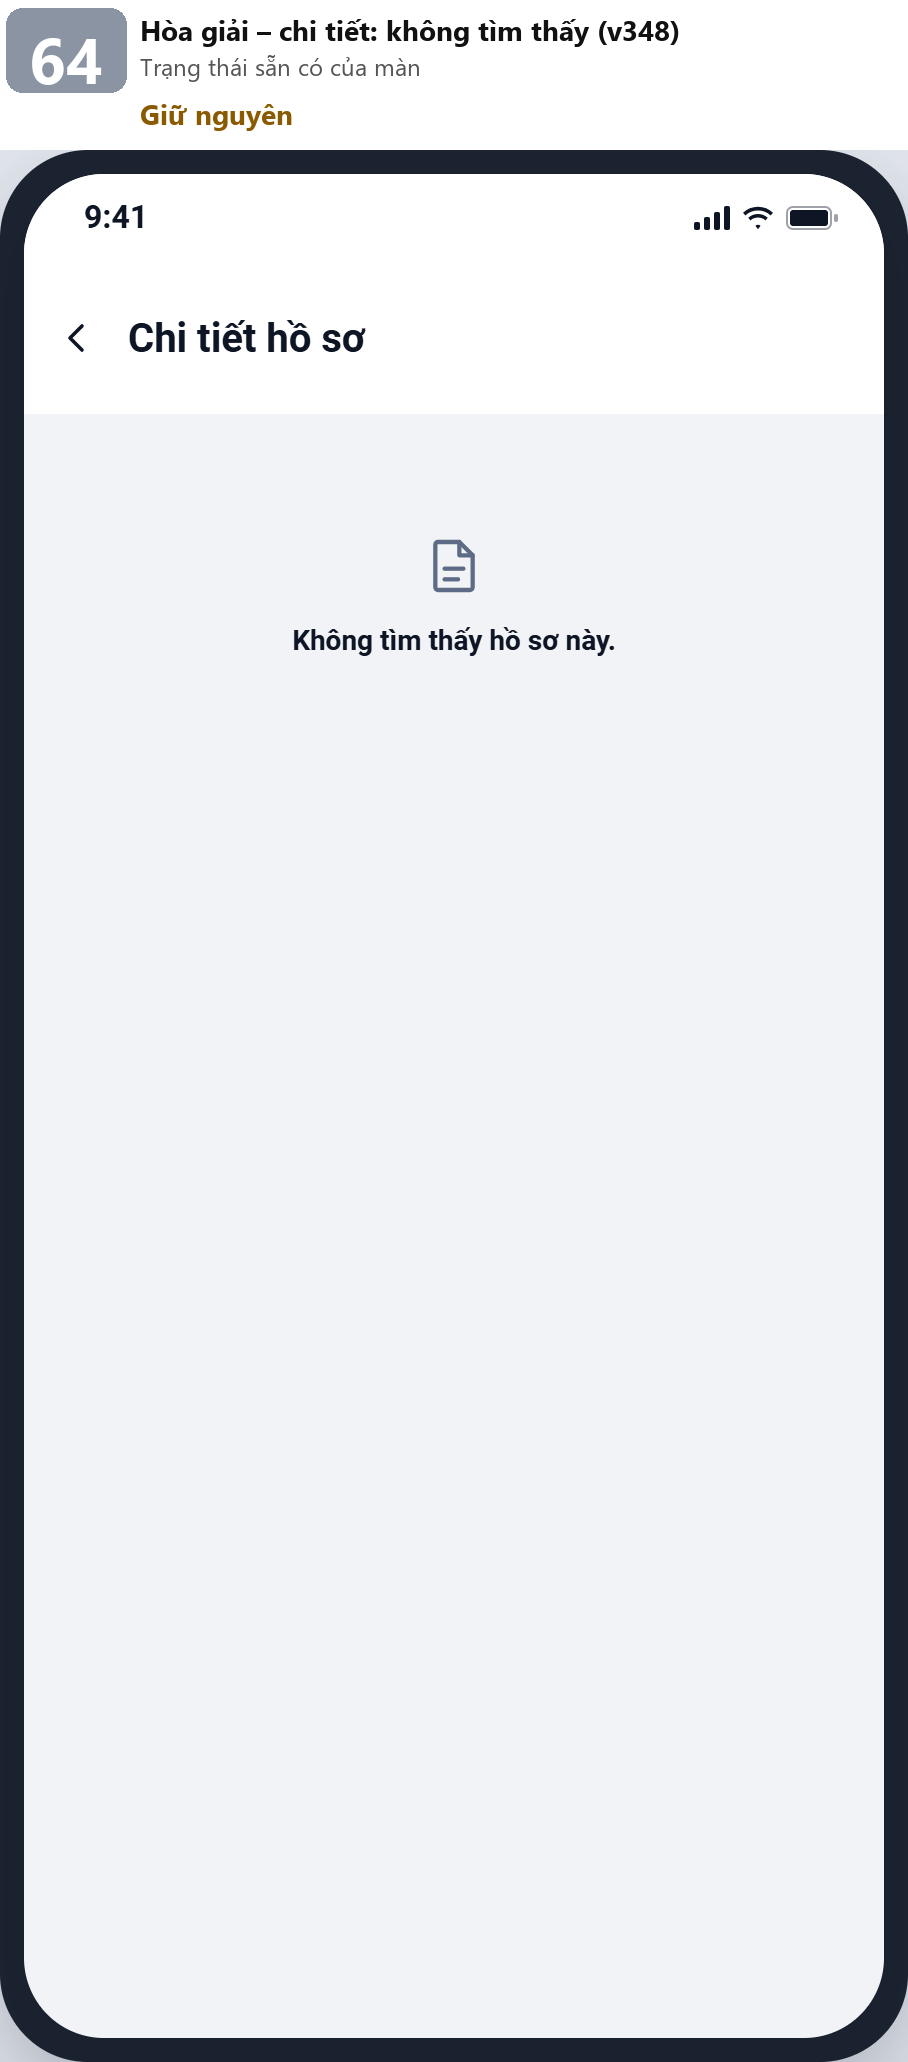 64
Hòa giải – chi tiết: không tìm thấy (v348)
Trạng thái sẵn có của màn
Giữ nguyên
9:41
Chi tiết hồ sơ
Không tìm thấy hồ sơ này.